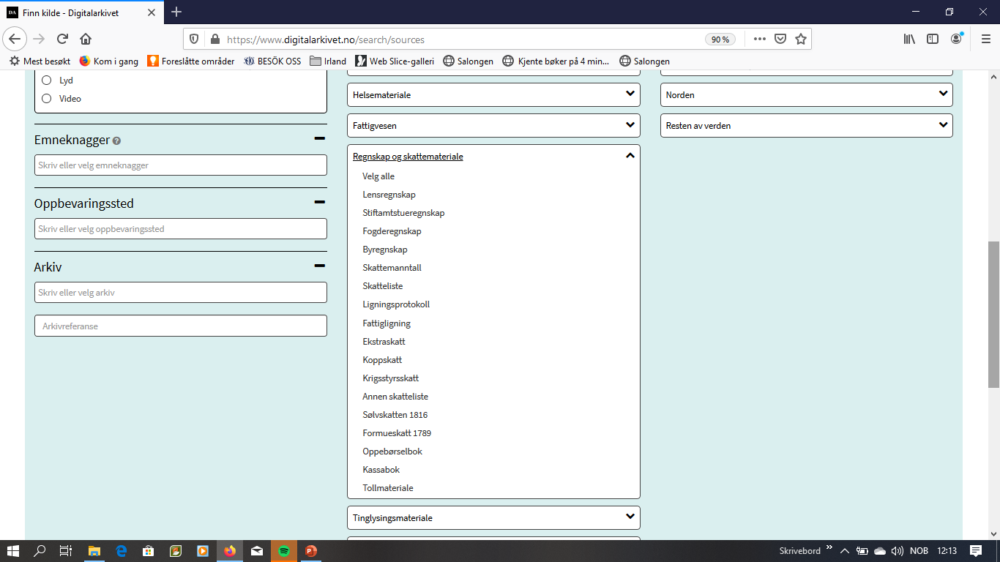 Finn kilde - Digitalarkivet
https://www.digitalarkivet.no/search/sources
90 %
Mest besøkt
Kom i gang
Foreslåtte områder
BESÖK OSS
Irland
Web Slice-galleri
Salongen
Kjente bøker på 4 min...
Salongen
Lyd
Video
Emneknagger
Skriv eller velg emneknagger
Oppbevaringssted
Skriv eller velg oppbevaringssted
Arkiv
Skriv eller velg arkiv
Arkivreferanse
Helsemateriale
Fattigvesen
Regnskap og skattemateriale
Velg alle
Lensregnskap
Stiftamtstueregnskap
Fogderegnskap
Byregnskap
Skattemanntall
Skatteliste
Ligningsprotokoll
Fattigligning
Ekstraskatt
Koppskatt
Krigsstyrsskatt
Annen skatteliste
Sølvskatten 1816
Formueskatt 1789
Oppebørselbok
Kassabok
Tollmateriale
Tinglysingsmateriale
Norden
Resten av verden
Skrivebord
NOB
12:13